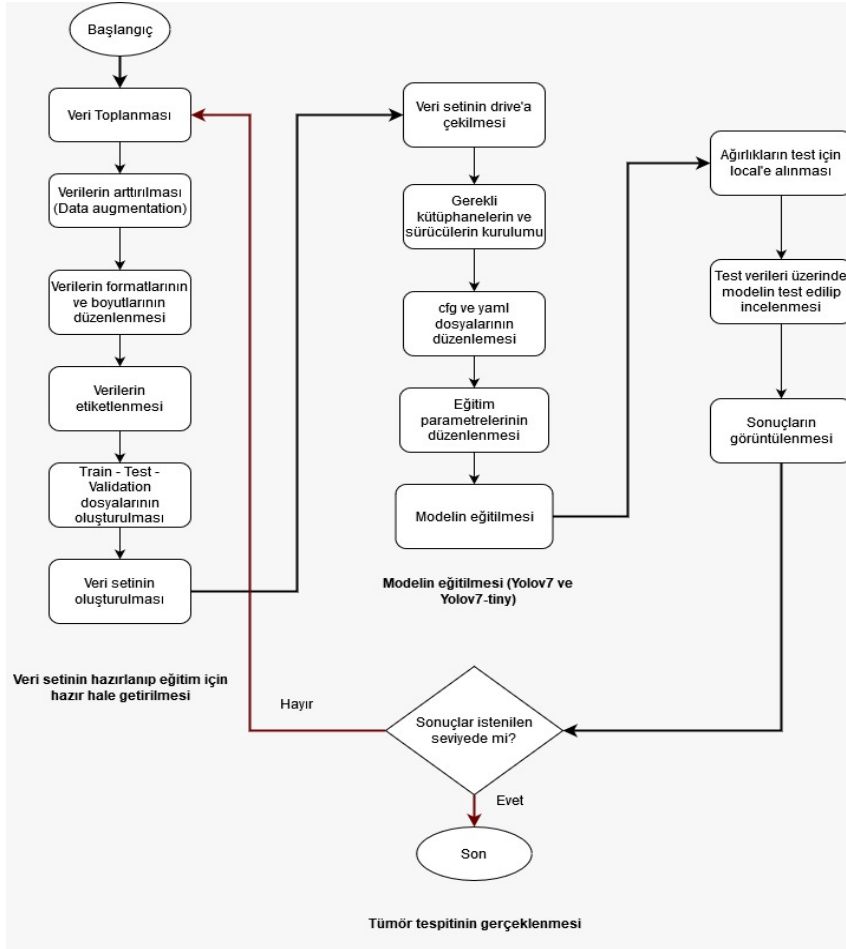 Başlangıç
Veri Toplanması
Verilerin arttırılması
(Data augmentation)
Verilerin formatlarının
ve boyutlarının
düzenlenmesi
Verilerin
etiketlenmesi
Train - Test -
Validation
dosyalarının
oluşturulması
Veri setinin
oluşturulması
Veri setinin hazırlanıp eğitim için
hazır hale getirilmesi
Veri setinin drive'a
çekilmesi
Gerekli
kütüphanelerin ve
sürücülerin kurulumu
cfg ve yaml
dosyalarının
düzenlemesi
Eğitim
parametrelerinin
düzenlenmesi
Modelin eğitilmesi
Modelin eğitilmesi (Yolov7 ve
Yolov7-tiny)
Ağırlıkların test için
local'e alınması
Test verileri üzerinde
modelin test edilip
incelenmesi
Sonuçların
görüntülenmesi
Sonuçlar istenilen
seviyede mi?
Hayır
Evet
Son
Tümör tespitinin gerçeklenmesi